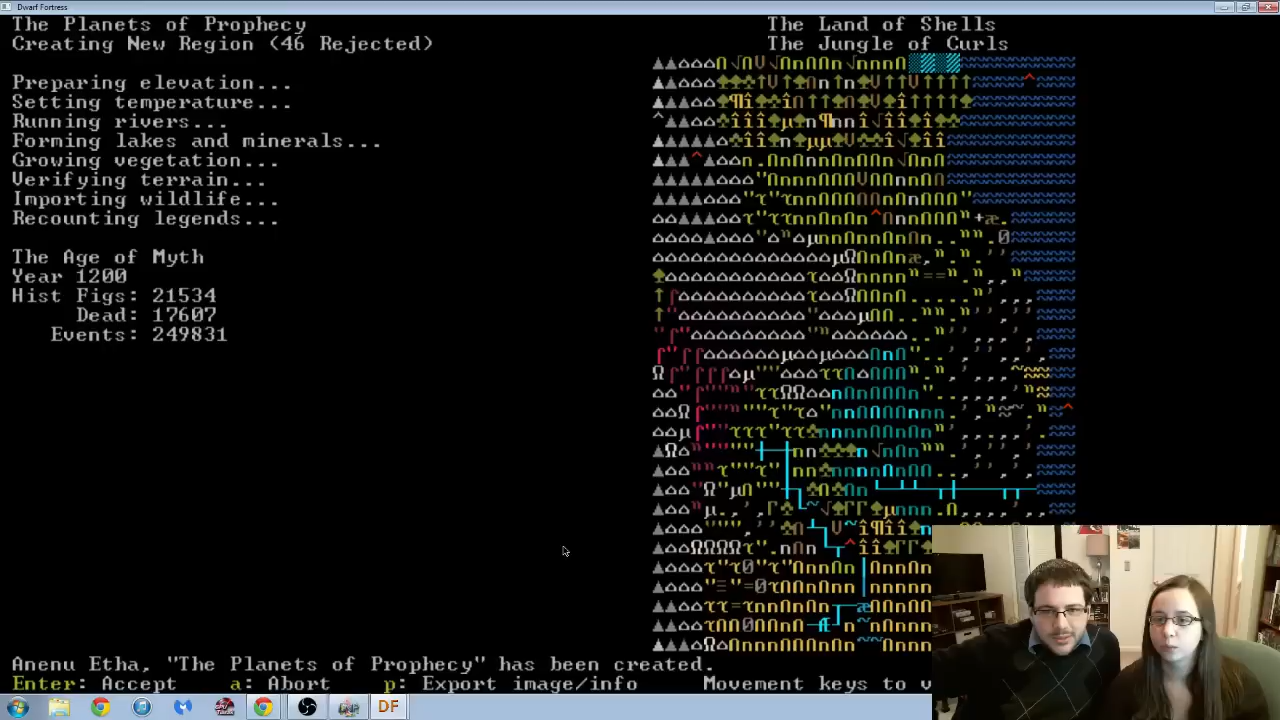 Dwarf Fortress
The Planets of Prophecy
Creating New Region (46 Rejected)
The Land of Shells
The Jungle of Curls
Preparing elevation...
Setting temperature...
Running rivers...
Forming lakes and minerals...
Growing vegetation...
Verifying terrain...
Importing wildlife...
Recounting legends...
The Age of Myth
Year 1200
Hist Figs: 21534
Dead: 17607
Events: 249831
Anenu Etha, "The Planets of Prophecy" has been created.
Enter: Accept a: Abort p: Export image/info Movement keys to v
DF